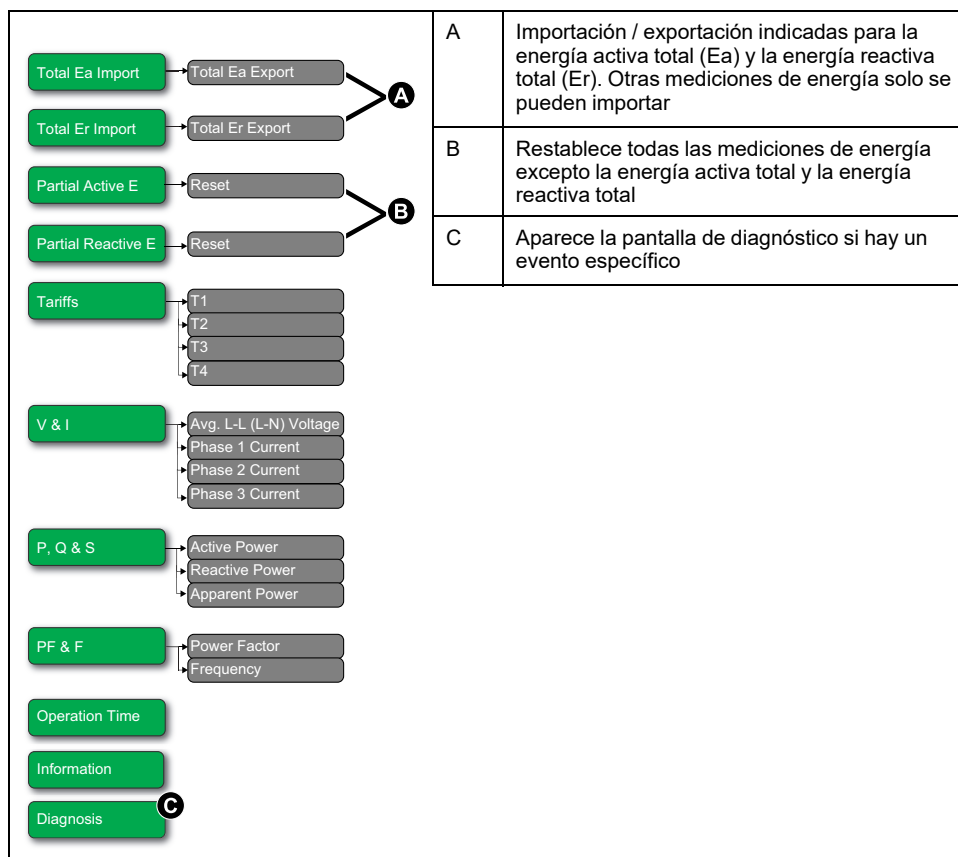 Total Ea Import
Total Ea Export
A
Total Er Import
Total Er Export
Partial Active E
Reset
B
Partial Reactive E
Reset
Tariffs
T1
T2
T3
T4
V & I
Avg. L-L (L-N) Voltage
Phase 1 Current
Phase 2 Current
Phase 3 Current
P, Q & S
Active Power
Reactive Power
Apparent Power
PF & F
Power Factor
Frequency
Operation Time
Information
C
Diagnosis
A
Importación / exportación indicadas para la
energía activa total (Ea) y la energía reactiva
total (Er). Otras mediciones de energía solo se
pueden importar
B
Restablece todas las mediciones de energía
excepto la energía activa total y la energía
reactiva total
C
Aparece la pantalla de diagnóstico si hay un
evento específico